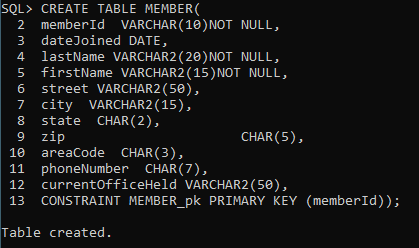 SQL> CREATE TABLE MEMBER(
  2  memberId  VARCHAR(10)NOT NULL,
  3  dateJoined DATE,
  4  lastName VARCHAR2(20)NOT NULL,
  5  firstName VARCHAR2(15)NOT NULL,
  6  street VARCHAR2(50),
  7  city  VARCHAR2(15),
  8  state  CHAR(2),
  9  zip                    CHAR(5),
 10  areaCode  CHAR(3),
 11  phoneNumber  CHAR(7),
 12  currentOfficeHeld VARCHAR2(50),
 13  CONSTRAINT MEMBER_pk PRIMARY KEY (memberId));
Table created.